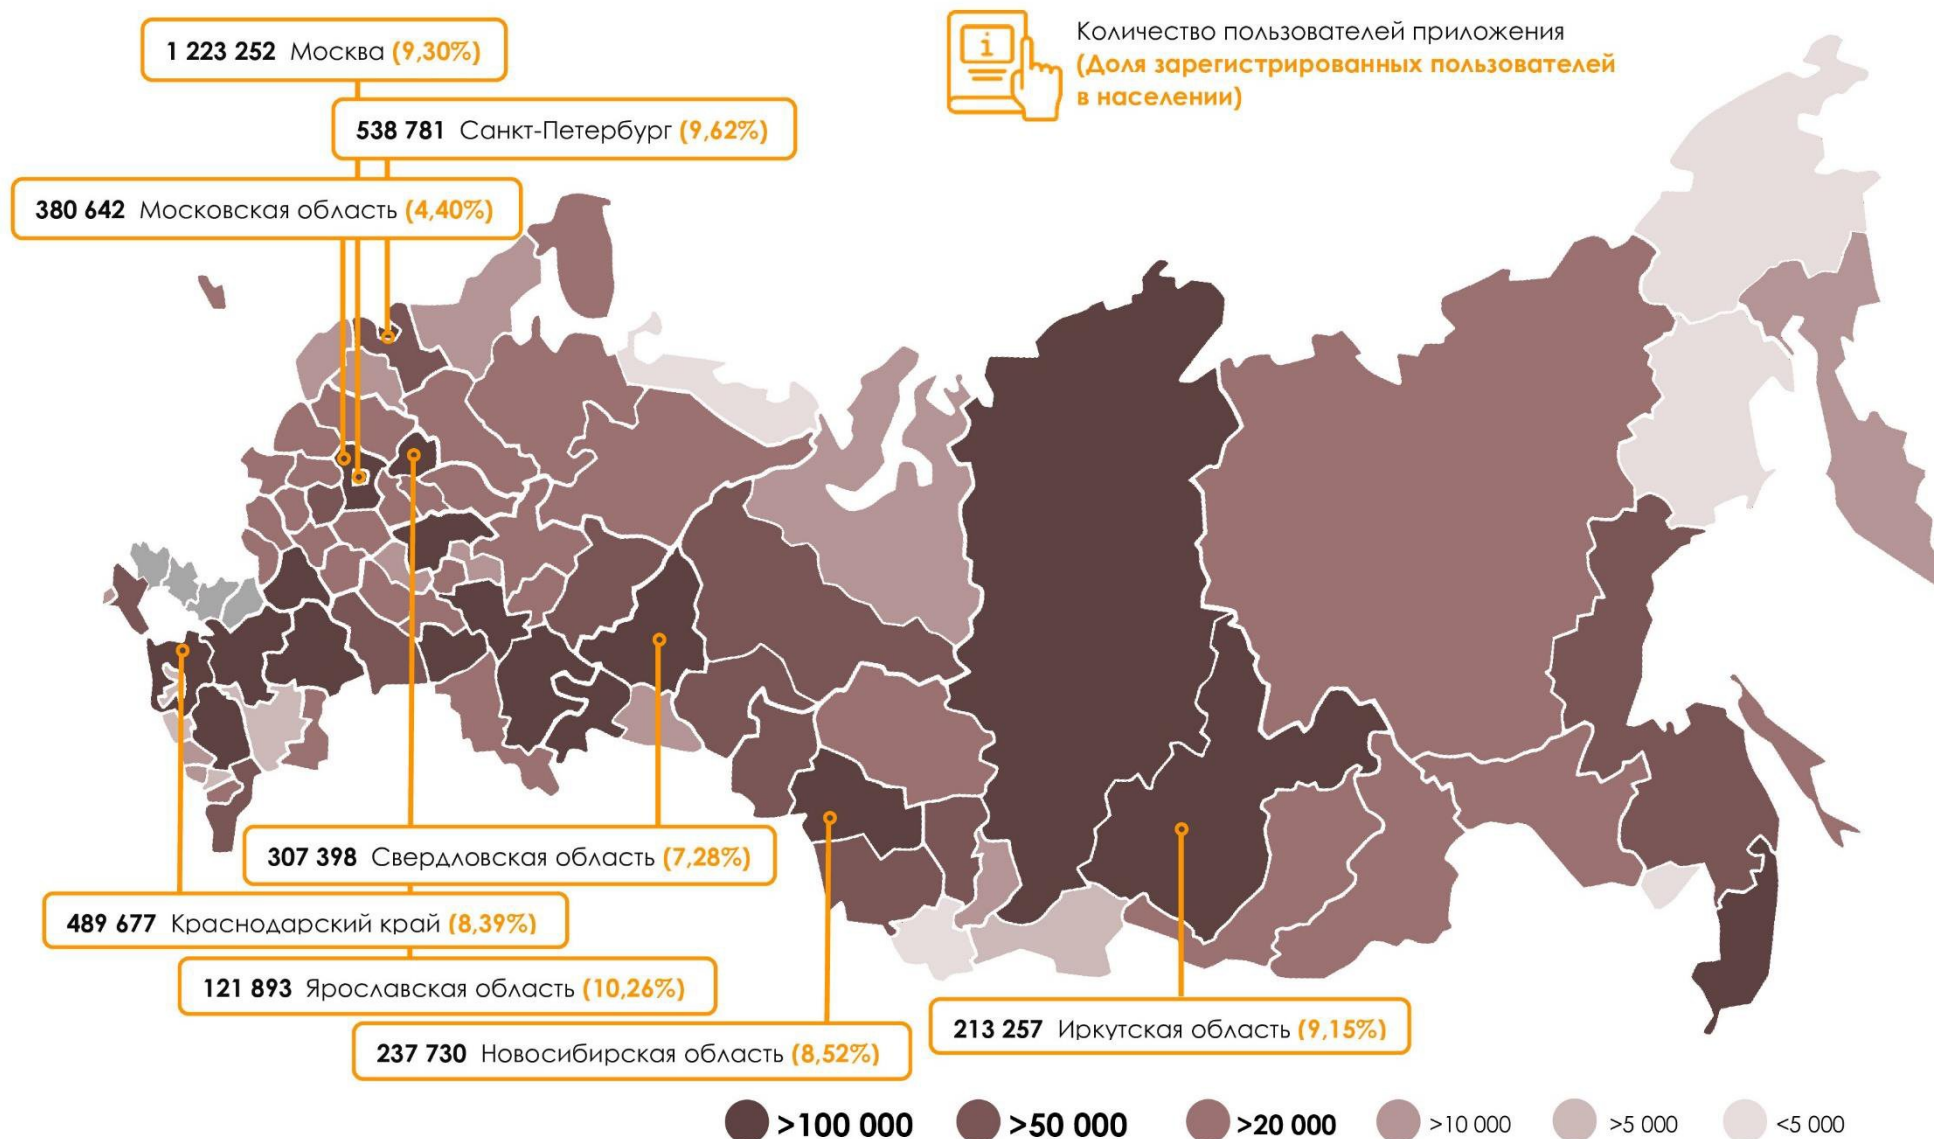 Количество пользователей приложения
(Доля зарегистрированных пользователей
в населении)
1 223 252 Москва (9,30%)
538 781 Санкт-Петербург (9,62%)
380 642 Московская область (4,40%)
307 398 Свердловская область (7,28%)
489 677 Краснодарский край (8,39%)
121 893 Ярославская область (10,26%)
237 730 Новосибирская область (8,52%)
213 257 Иркутская область (9,15%)
>100 000 >50 000 >20 000 >10 000 >5 000 <5 000